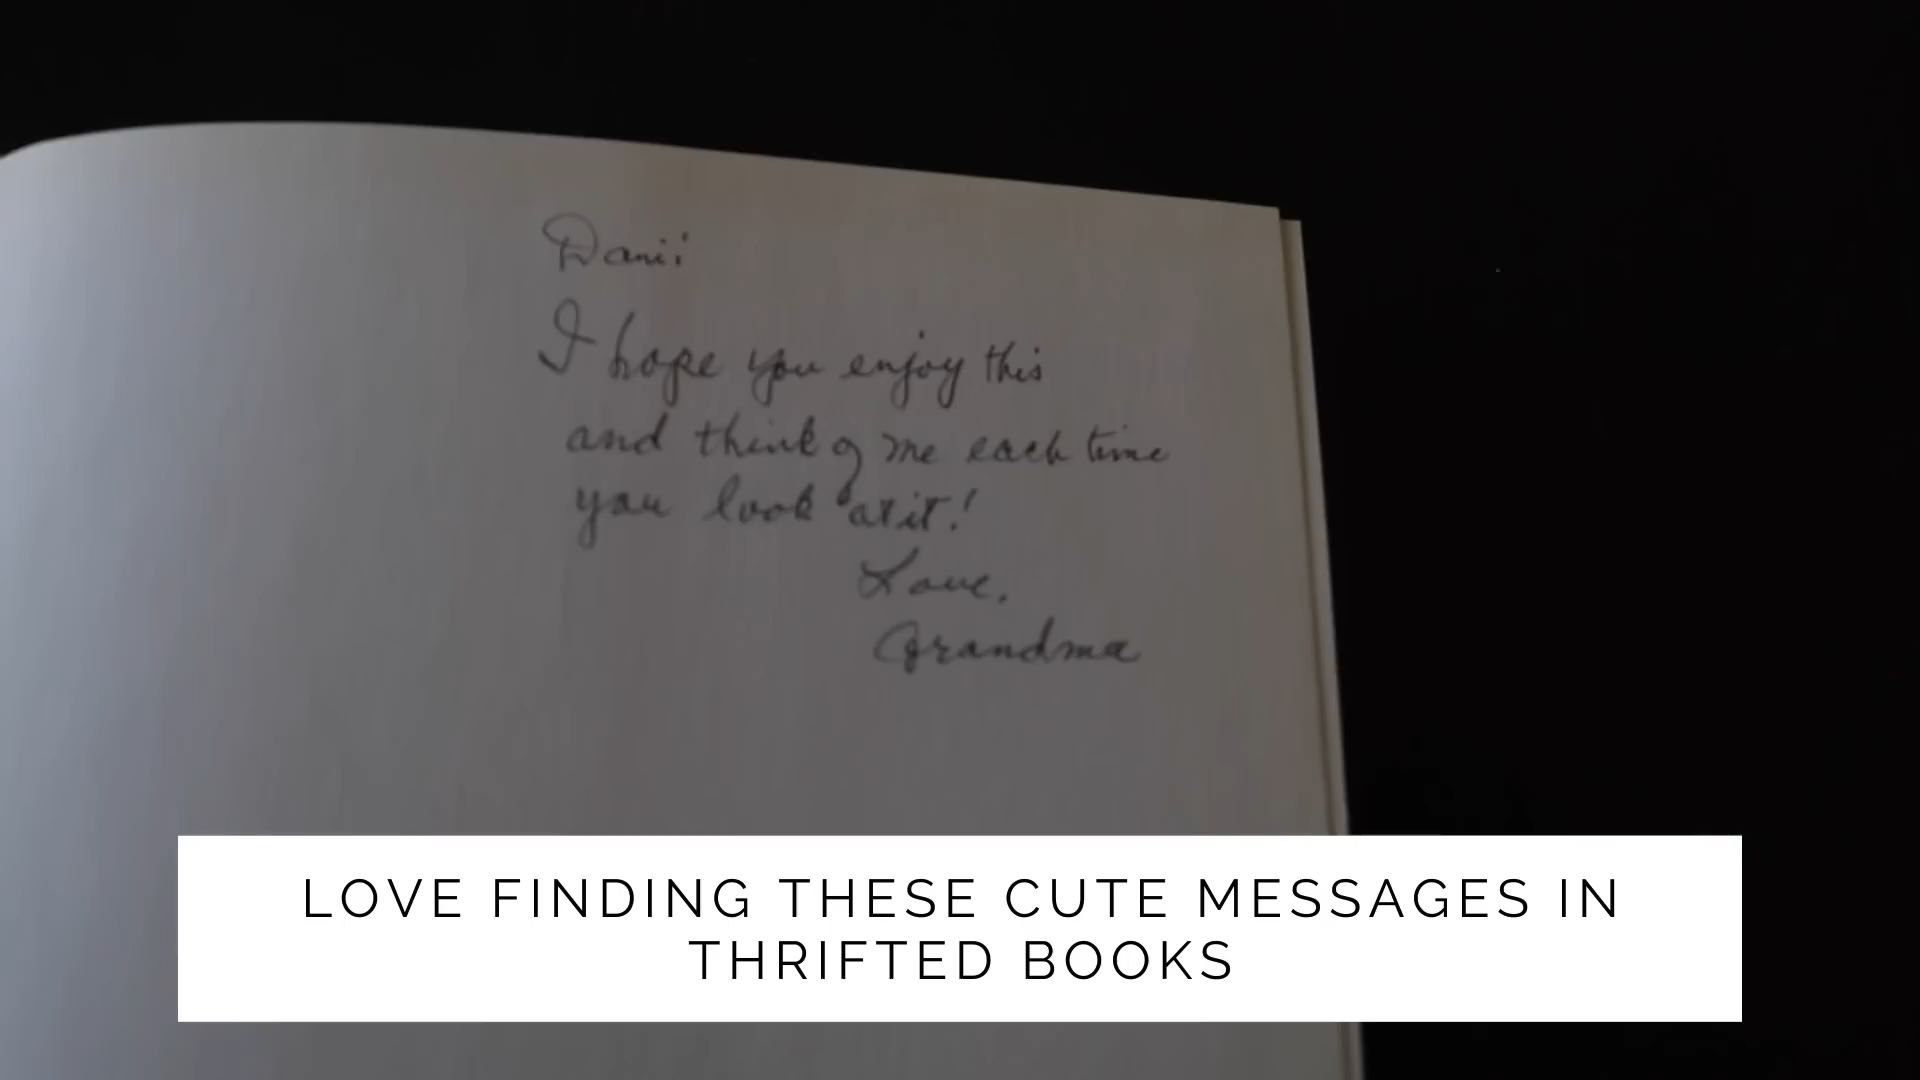 Dani:
I hope you enjoy this
and think of me each time
you look at it!
Love,
Grandma
LOVE FINDING THESE CUTE MESSAGES IN
THRIFTED BOOKS